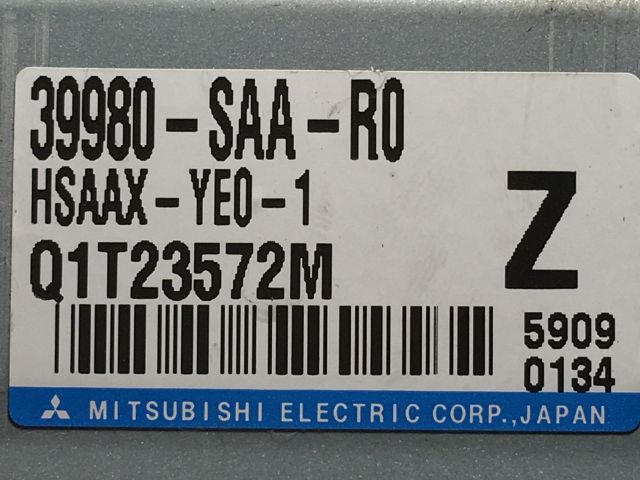 39980-SAA-R0
HSAAX-YE0-1
Q1T23572M
Z
5909
0134
MITSUBISHI ELECTRIC CORP.,JAPAN